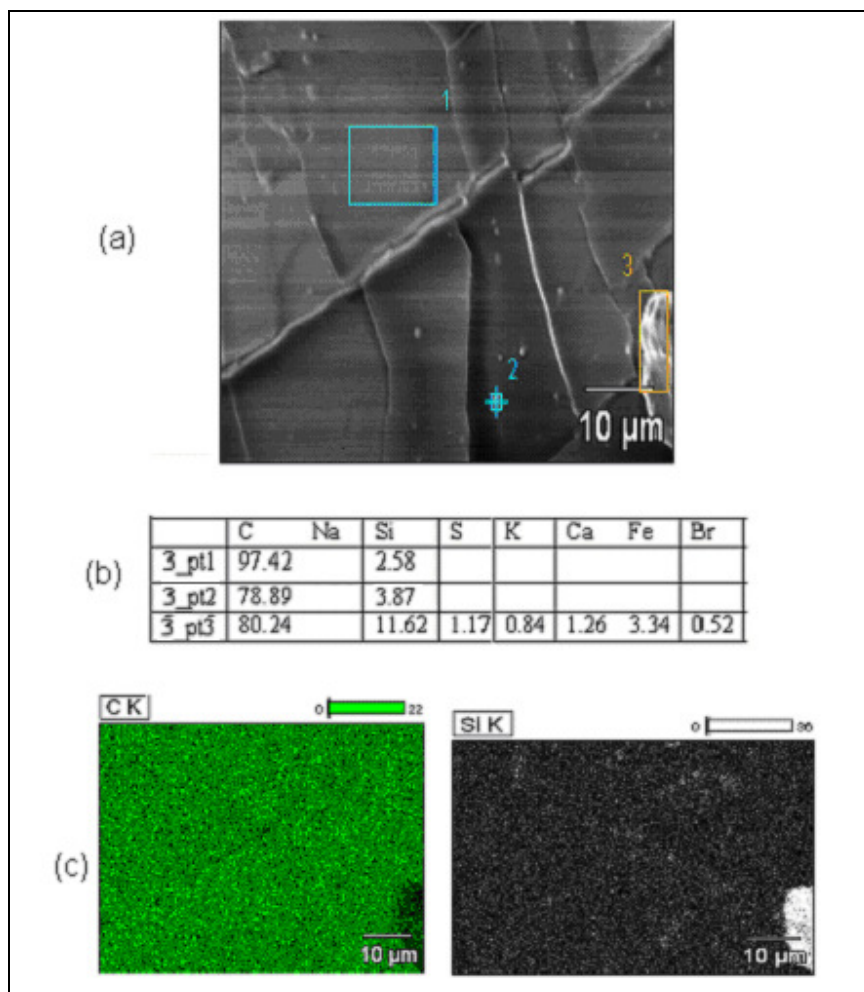 1
(a)
3
2
10 µm
(b)
C Na Si S K Ca Fe Br
3_pt1 97.42 2.58
3_pt2 78.89 3.87
3_pt3 80.24 11.62 1.17 0.84 1.26 3.34 0.52
C K 0 22
SI K 0 86
(c)
10 µm
10 µm